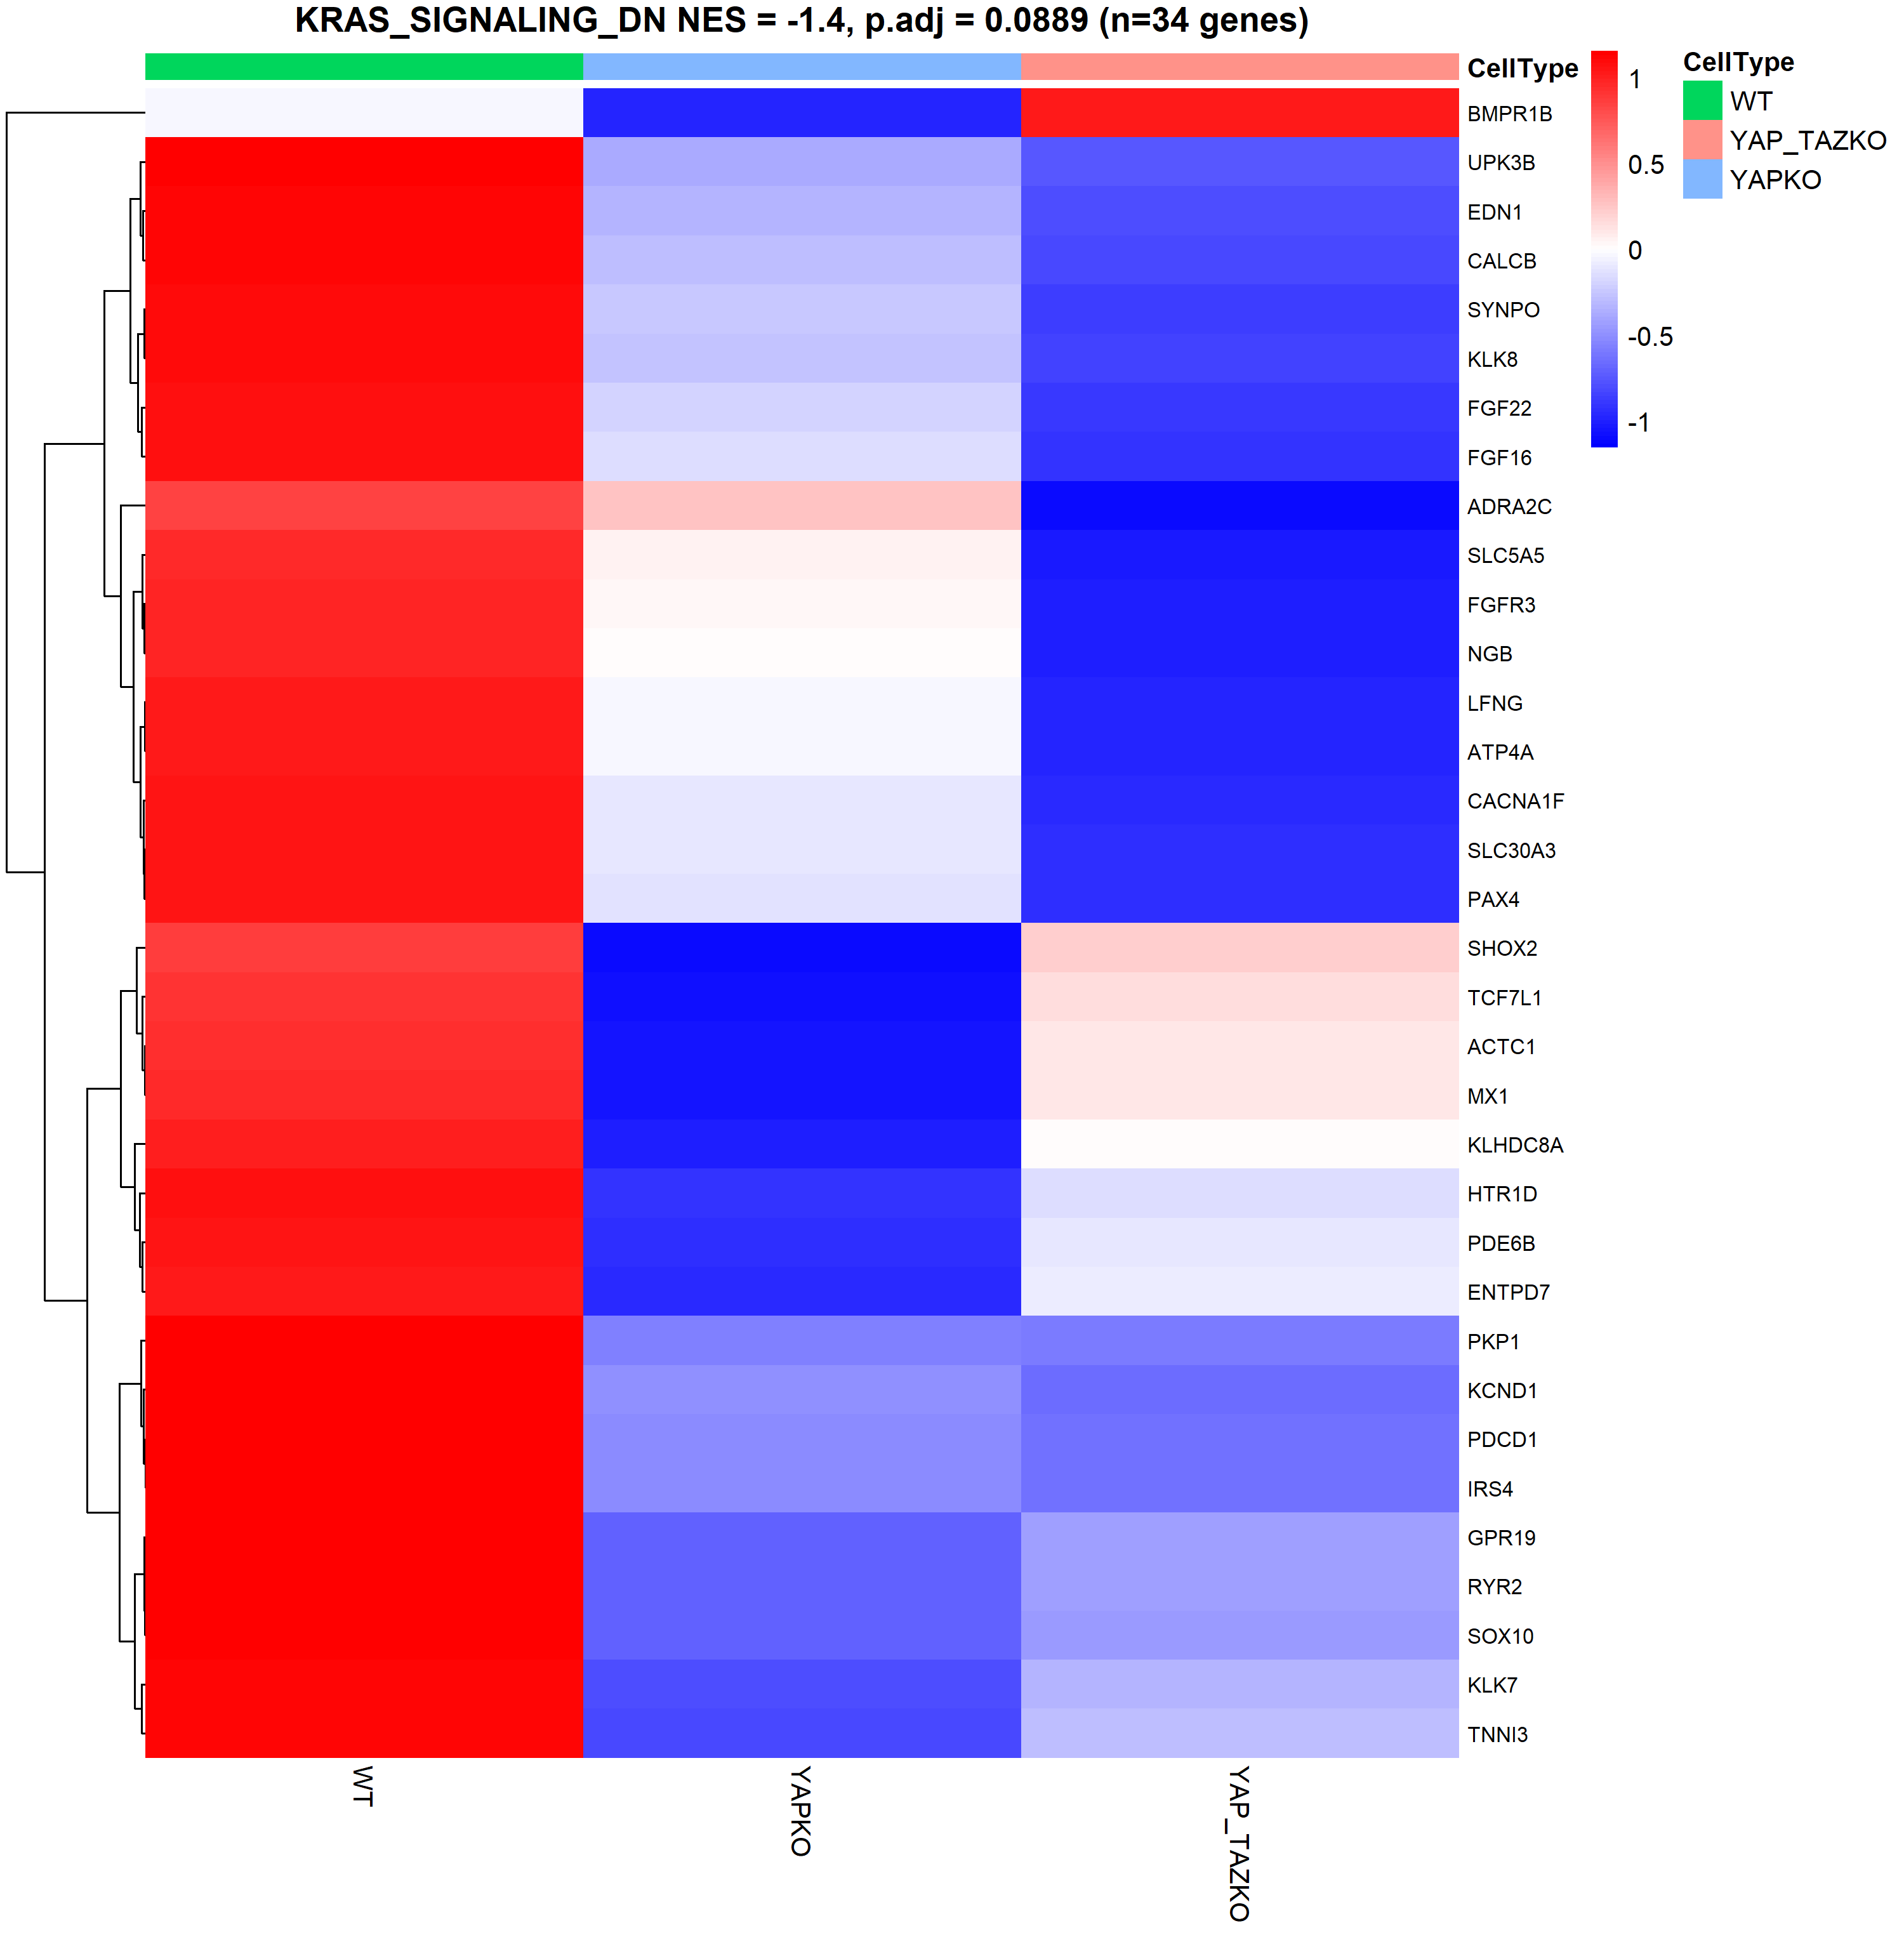 KRAS_SIGNALING_DN NES = -1.4, p.adj = 0.0889 (n=34 genes)
CellType
BMPR1B
UPK3B
EDN1
CALCB
SYNPO
KLK8
FGF22
FGF16
ADRA2C
SLC5A5
FGFR3
NGB
LFNG
ATP4A
CACNA1F
SLC30A3
PAX4
SHOX2
TCF7L1
ACTC1
MX1
KLHDC8A
HTR1D
PDE6B
ENTPD7
PKP1
KCND1
PDCD1
IRS4
GPR19
RYR2
SOX10
KLK7
TNNI3
WT
YAPKO
YAP_TAZKO
1
0.5
0
-0.5
-1
CellType
WT
YAP_TAZKO
YAPKO